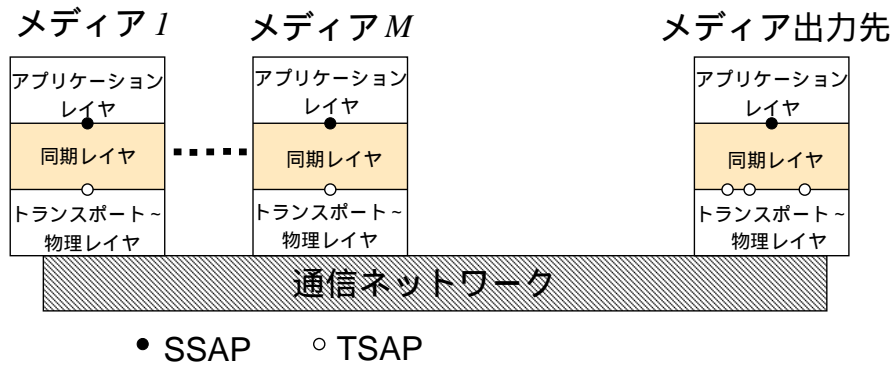 メディア 1
メディア M
メディア出力先
アプリケーション
レイヤ
アプリケーション
レイヤ
アプリケーション
レイヤ
同期レイヤ
同期レイヤ
同期レイヤ
トランスポート~
物理レイヤ
トランスポート~
物理レイヤ
トランスポート~
物理レイヤ
通信ネットワーク
SSAP
TSAP